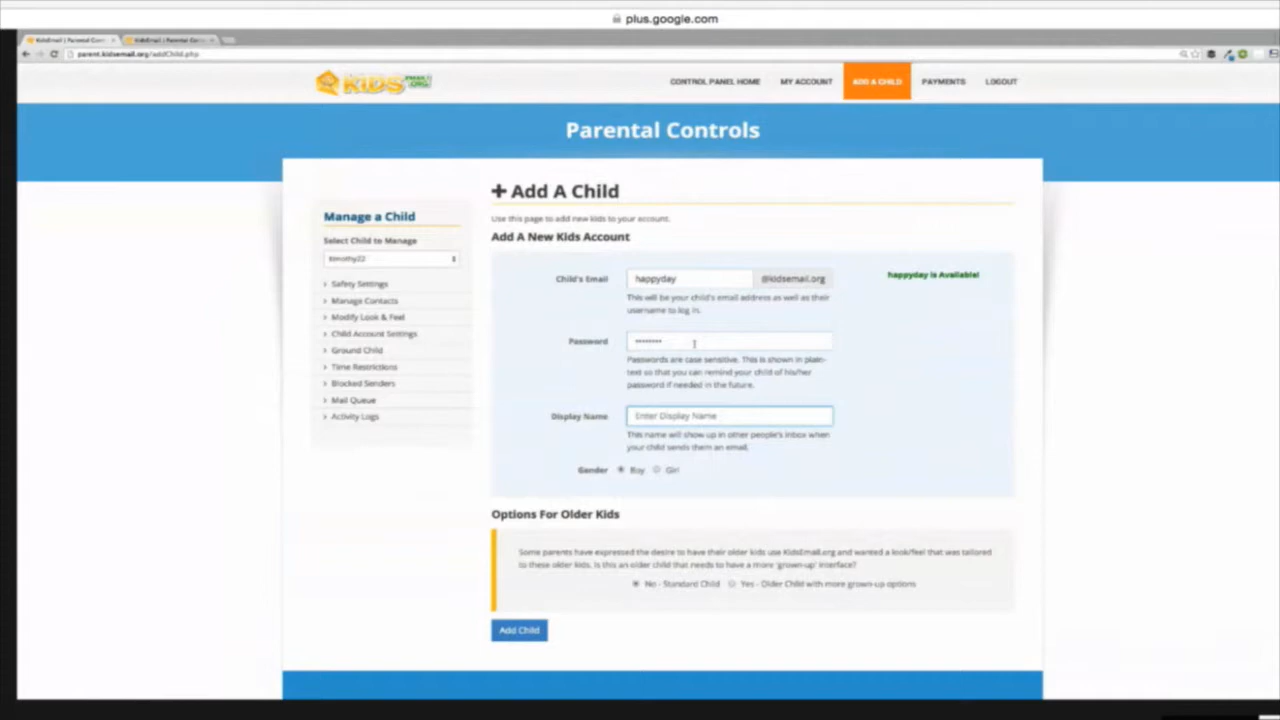 plus.google.com
KidsEmail | Parental Cont
KidsEmail | Parental Contr
parent.kidsemail.org/addChild.php
KIDS EMAIL .ORG
CONTROL PANEL HOME MY ACCOUNT ADD A CHILD PAYMENTS LOGOUT
Parental Controls
Manage a Child
Select Child to Manage
timothy22
Safety Settings
Manage Contacts
Modify Look & Feel
Child Account Settings
Ground Child
Time Restrictions
Blocked Senders
Mail Queue
Activity Logs
Add A Child
Use this page to add new kids to your account.
Add A New Kids Account
Child's Email happyday @kidsemail.org happyday is Available!
This will be your child's email address as well as their
username to log in.
Password ********
Passwords are case sensitive. This is shown in plain-
text so that you can remind your child of his/her
password if needed in the future.
Display Name Enter Display Name
This name will show up in other people's inbox when
your child sends them an email.
Gender Boy Girl
Options For Older Kids
Some parents have expressed the desire to have their older kids use KidsEmail.org and wanted a look/feel that was tailored
to these older kids. Is this an older child that needs to have a more 'grown-up' interface?
No - Standard Child Yes - Older Child with more grown-up options
Add Child